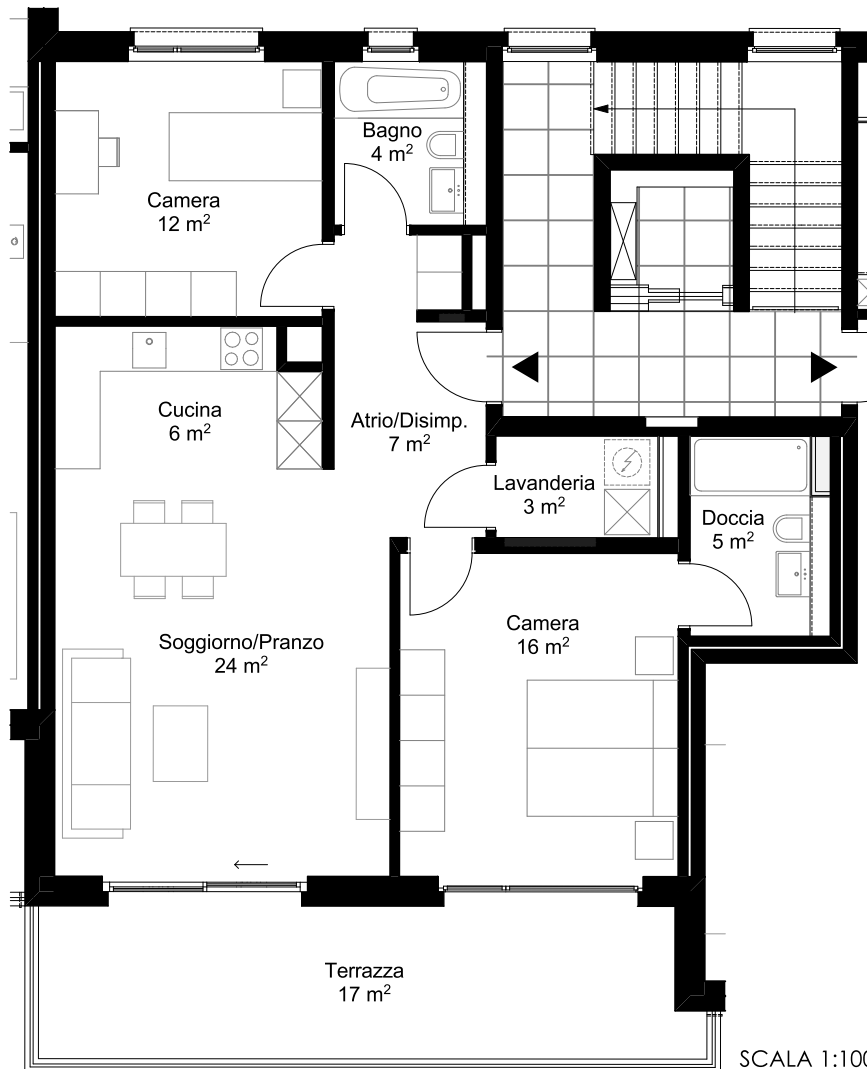 Bagno
4 m²
Camera
12 m²
Cucina
6 m²
Atrio/Disimp.
7 m²
Lavanderia
3 m²
Doccia
5 m²
Camera
16 m²
Soggiorno/Pranzo
24 m²
Terrazza
17 m²
SCALA 1:100